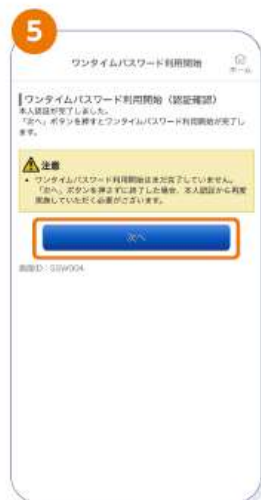 5
ワンタイムパスワード利用開始
ホーム
ワンタイムパスワード利用開始（認証確認）
本人認証が完了しました。
「次へ」ボタンを押すとワンタイムパスワード利用開始が完了し
ます。
注意
• ワンタイムパスワード利用開始はまだ完了していません。
「次へ」ボタンを押さずに終了した場合、本人認証から再度
実施していただく必要がございます。
次へ
画面ID：SSW004